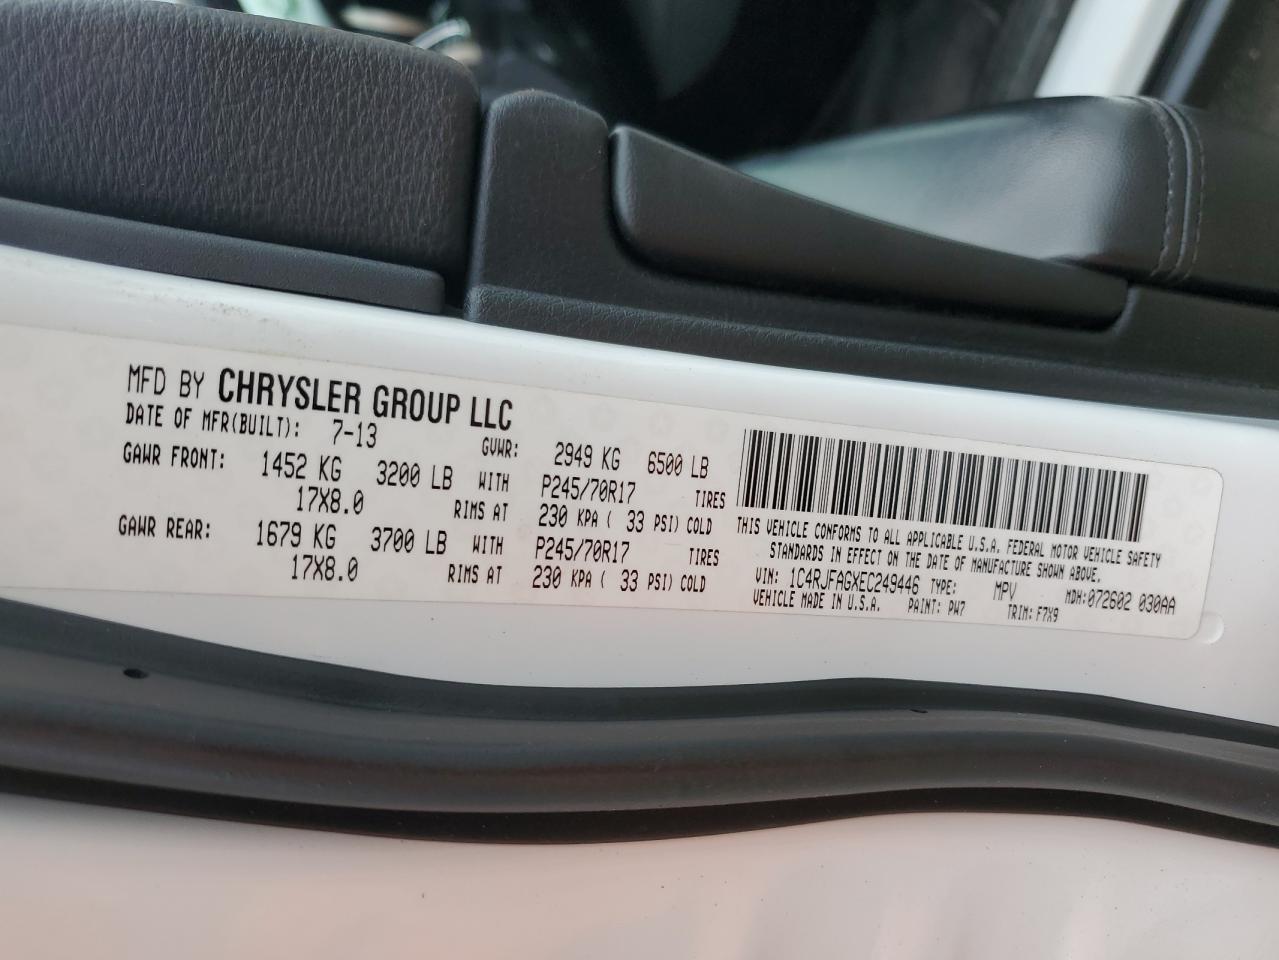 MFD BY CHRYSLER GROUP LLC
DATE OF MFR(BUILT): 7-13 GVWR: 2949 KG 6500 LB
GAWR FRONT: 1452 KG 3200 LB WITH P245/70R17 TIRES
17X8.0 RIMS AT 230 KPA ( 33 PSI) COLD
GAWR REAR: 1679 KG 3700 LB WITH P245/70R17 TIRES
17X8.0 RIMS AT 230 KPA ( 33 PSI) COLD
THIS VEHICLE CONFORMS TO ALL APPLICABLE U.S.A. FEDERAL MOTOR VEHICLE SAFETY
STANDARDS IN EFFECT ON THE DATE OF MANUFACTURE SHOWN ABOVE.
VIN: 1C4RJFAGXEC249446 TYPE: MPV MDH:072602 030AA
VEHICLE MADE IN U.S.A. PAINT: PW7 TRIM: F7X9